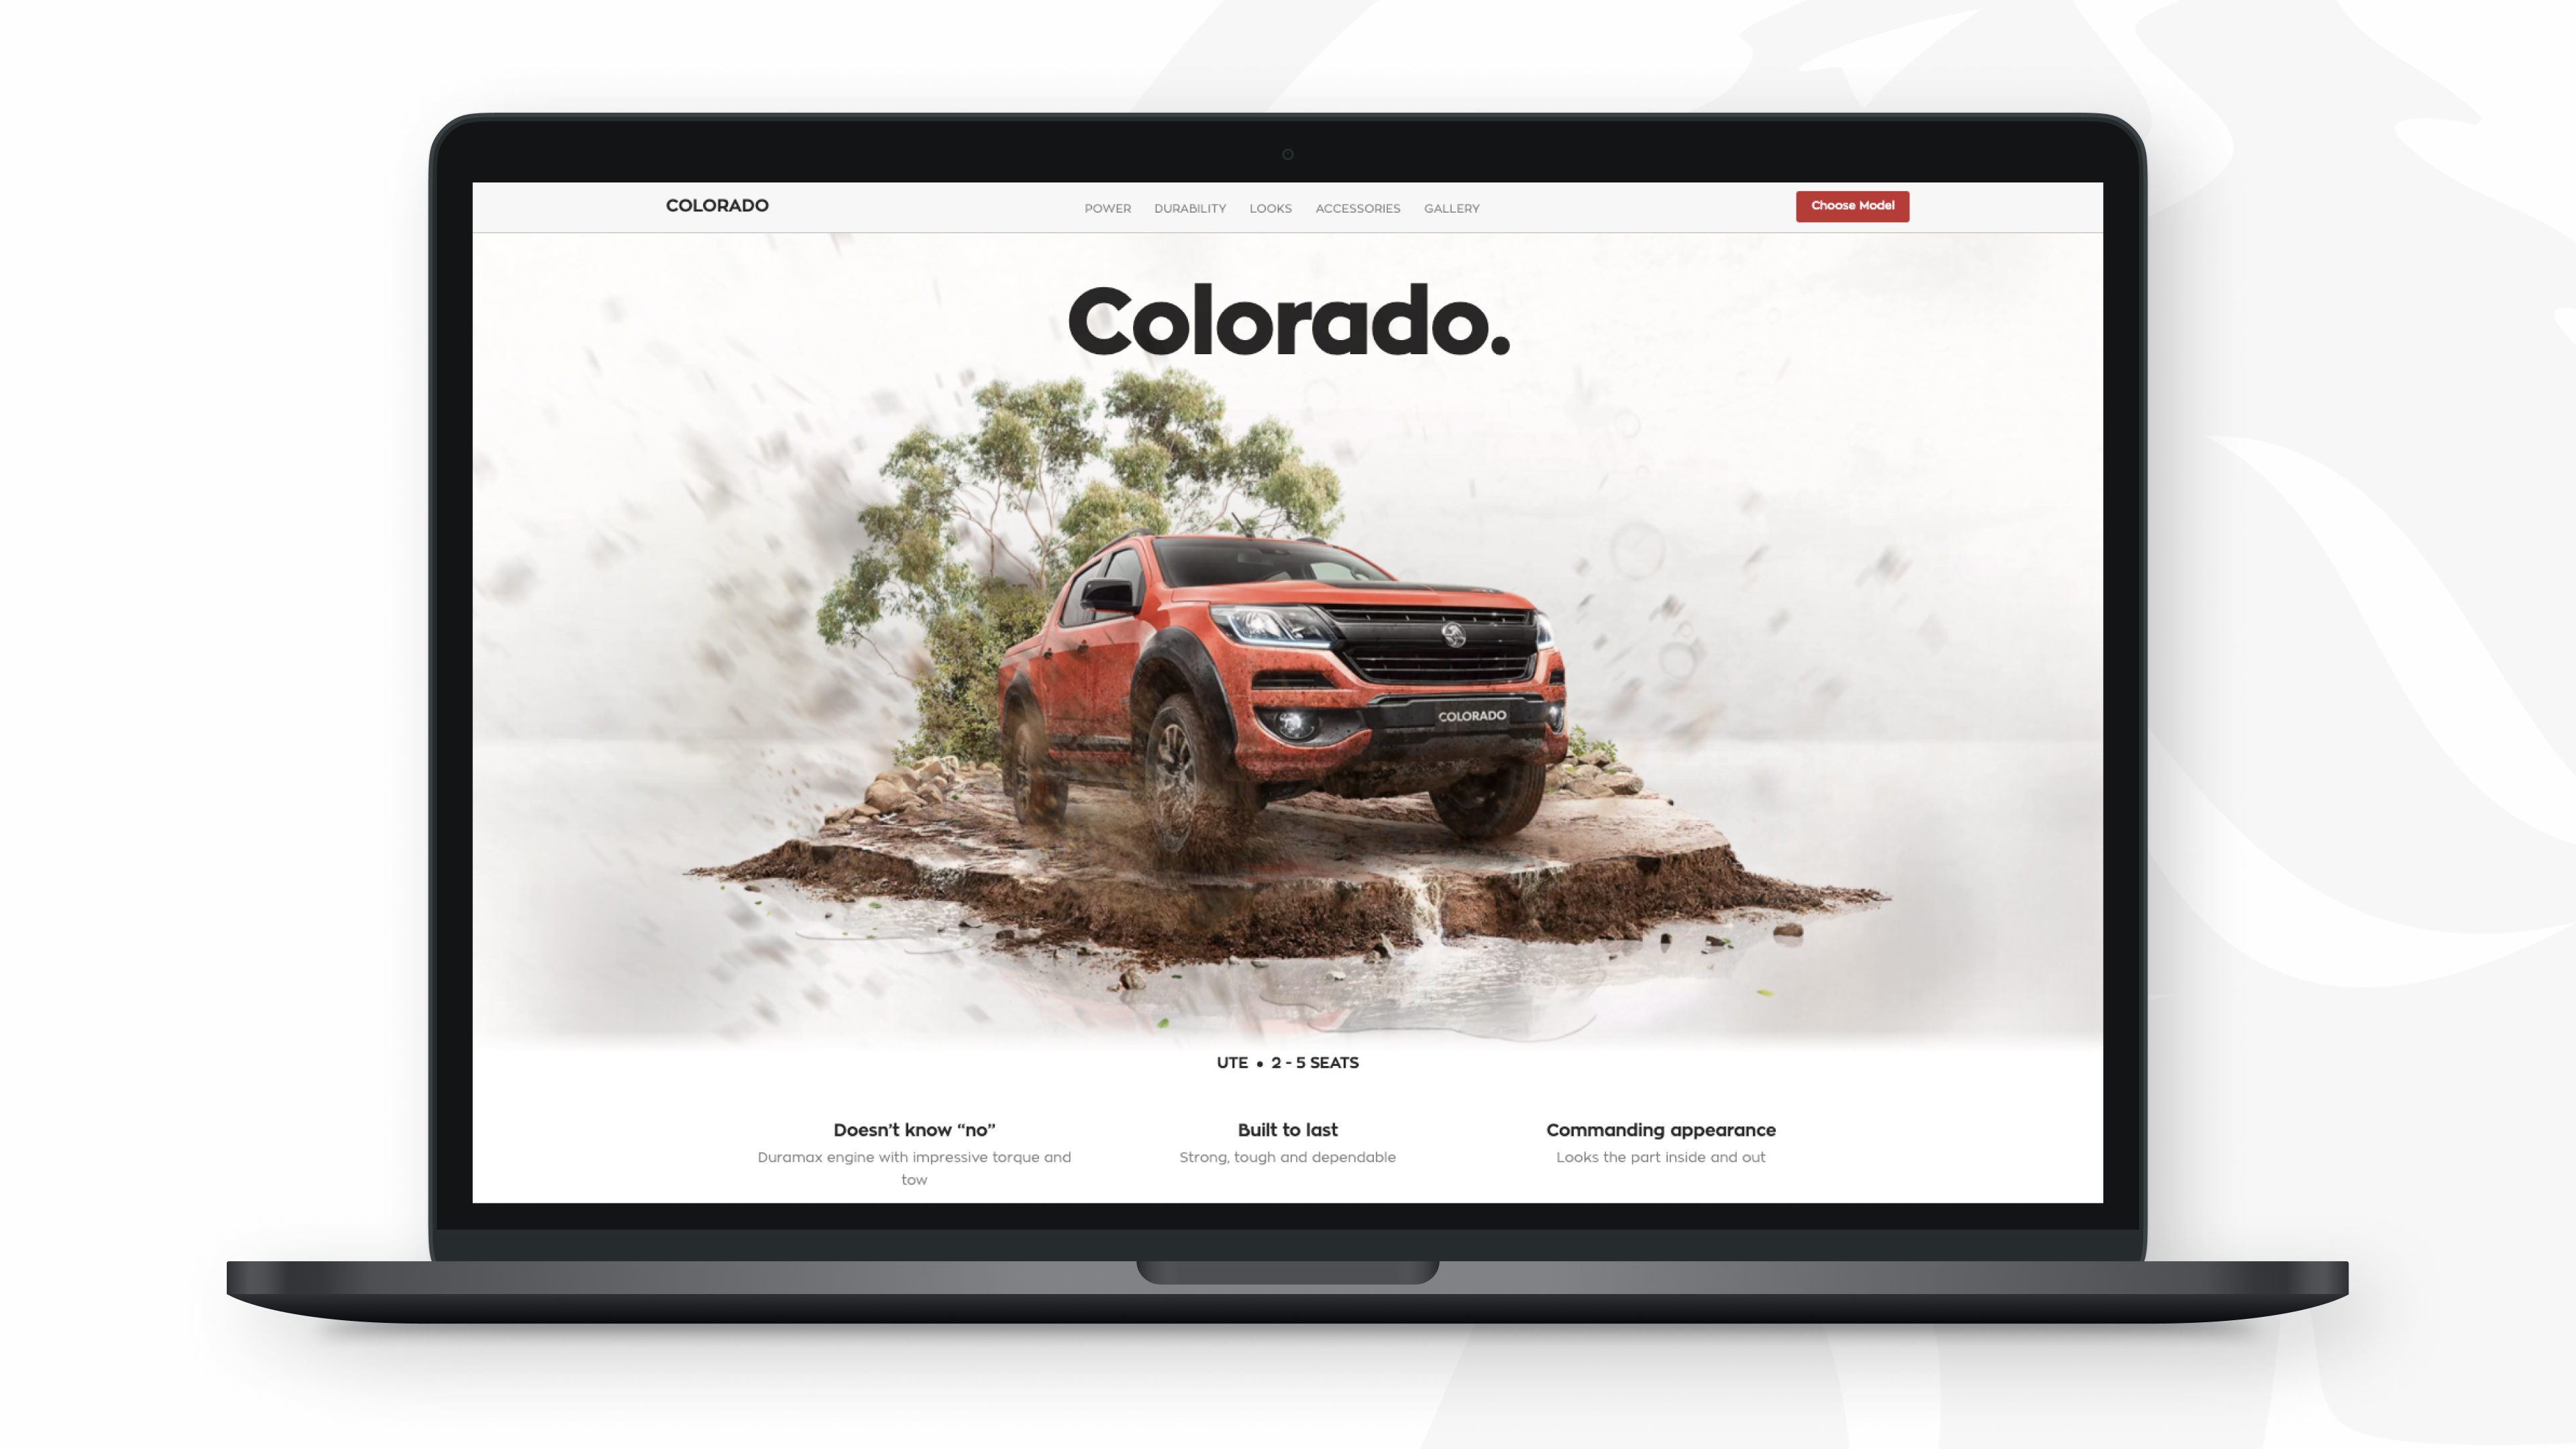 COLORADO
POWER DURABILITY LOOKS ACCESSORIES GALLERY
Choose Model
Colorado.
COLORADO
UTE • 2 - 5 SEATS
Doesn’t know “no”
Duramax engine with impressive torque and
tow
Built to last
Strong, tough and dependable
Commanding appearance
Looks the part inside and out